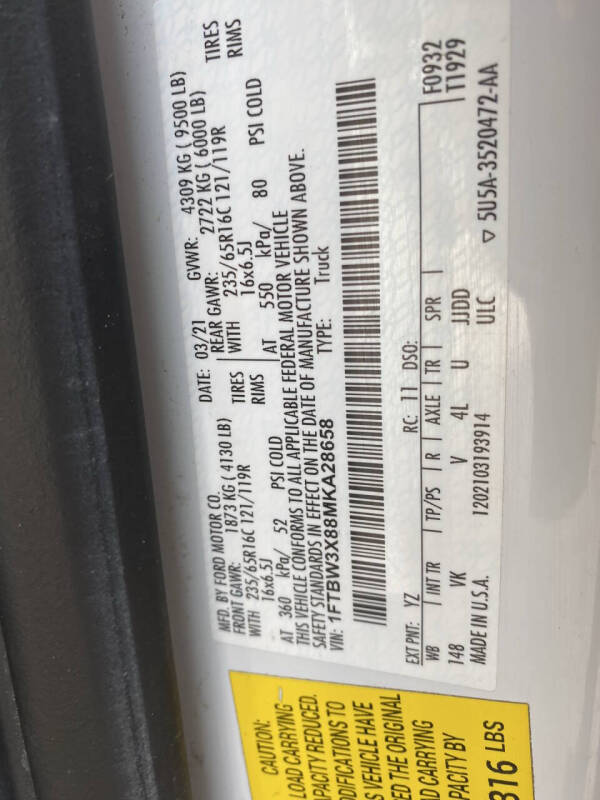 MFD. BY FORD MOTOR CO. DATE: 03/21 GVWR: 4309 KG ( 9500 LB)
FRONT GAWR: 1873 KG ( 4130 LB) REAR GAWR: 2722 KG ( 6000 LB)
WITH 235/65R16C 121/119R TIRES WITH 235/65R16C 121/119R TIRES
16x6.5J RIMS 16x6.5J RIMS
AT 360 kPa/ 52 PSI COLD AT 550 kPa/ 80 PSI COLD
THIS VEHICLE CONFORMS TO ALL APPLICABLE FEDERAL MOTOR VEHICLE
SAFETY STANDARDS IN EFFECT ON THE DATE OF MANUFACTURE SHOWN ABOVE.
VIN: 1FTBW3X88MKA28658 TYPE: Truck
F0932
T1929
EXT PNT: YZ RC: 11 DSO:
WB INT TR TP/PS R AXLE TR SPR
148 VK V 4L U JJDD
MADE IN U.S.A. 1202103193914 ULC 5U5A-3520472-AA
CAUTION:
LOAD CARRYING
APACITY REDUCED.
ODIFICATIONS TO
S VEHICLE HAVE
ED THE ORIGINAL
D CARRYING
PACITY BY
316 LBS